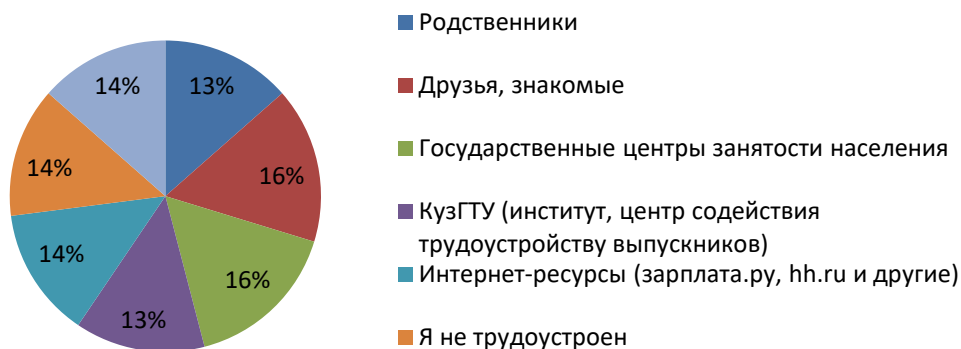 Родственники
14%
13%
Друзья, знакомые
16%
Государственные центры занятости населения
14%
КузГТУ (институт, центр содействия
трудоустройству выпускников)
14%
16%
Интернет-ресурсы (зарплата.ру, hh.ru и другие)
13%
Я не трудоустроен